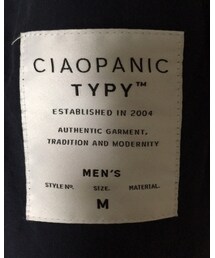 CIAOPANIC
TYPY™
ESTABLISHED IN 2004
AUTHENTIC GARMENT,
TRADITION AND MODERNITY
MEN'S
STYLE Nº. SIZE. MATERIAL.
M